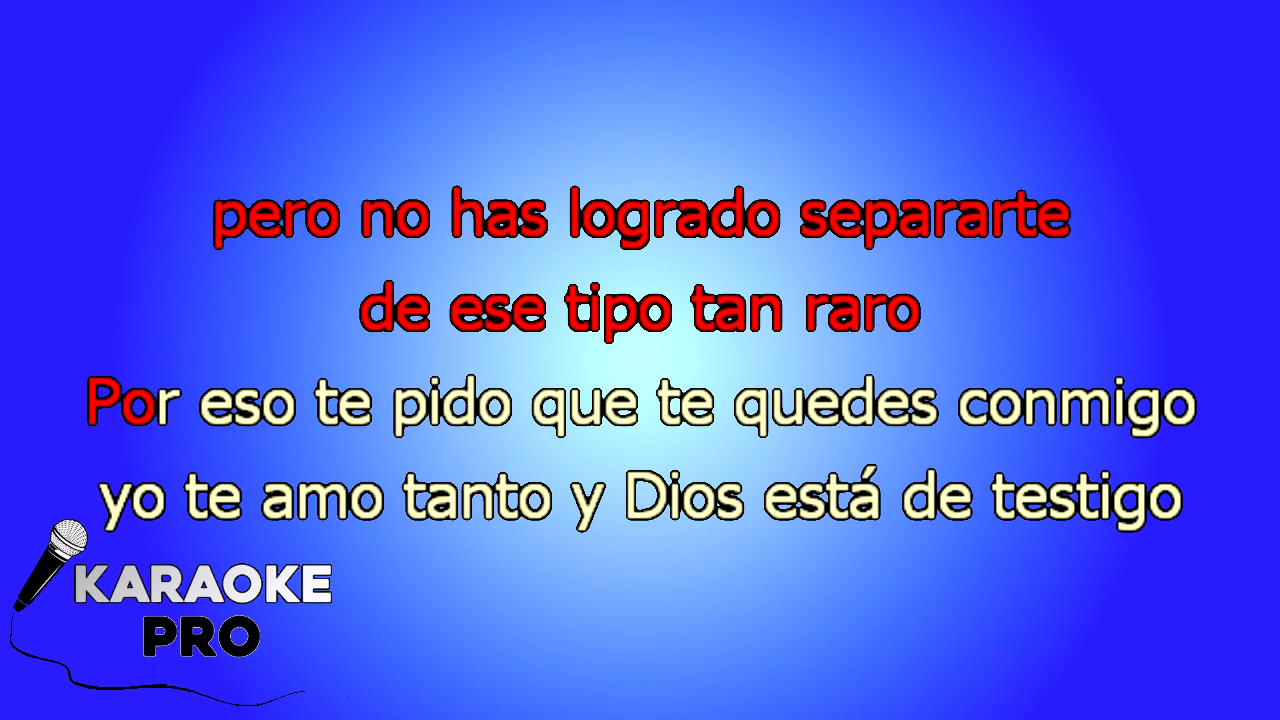 pero no has logrado separarte
de ese tipo tan raro
Por eso te pido que te quedes conmigo
yo te amo tanto y Dios está de testigo
KARAOKE
PRO